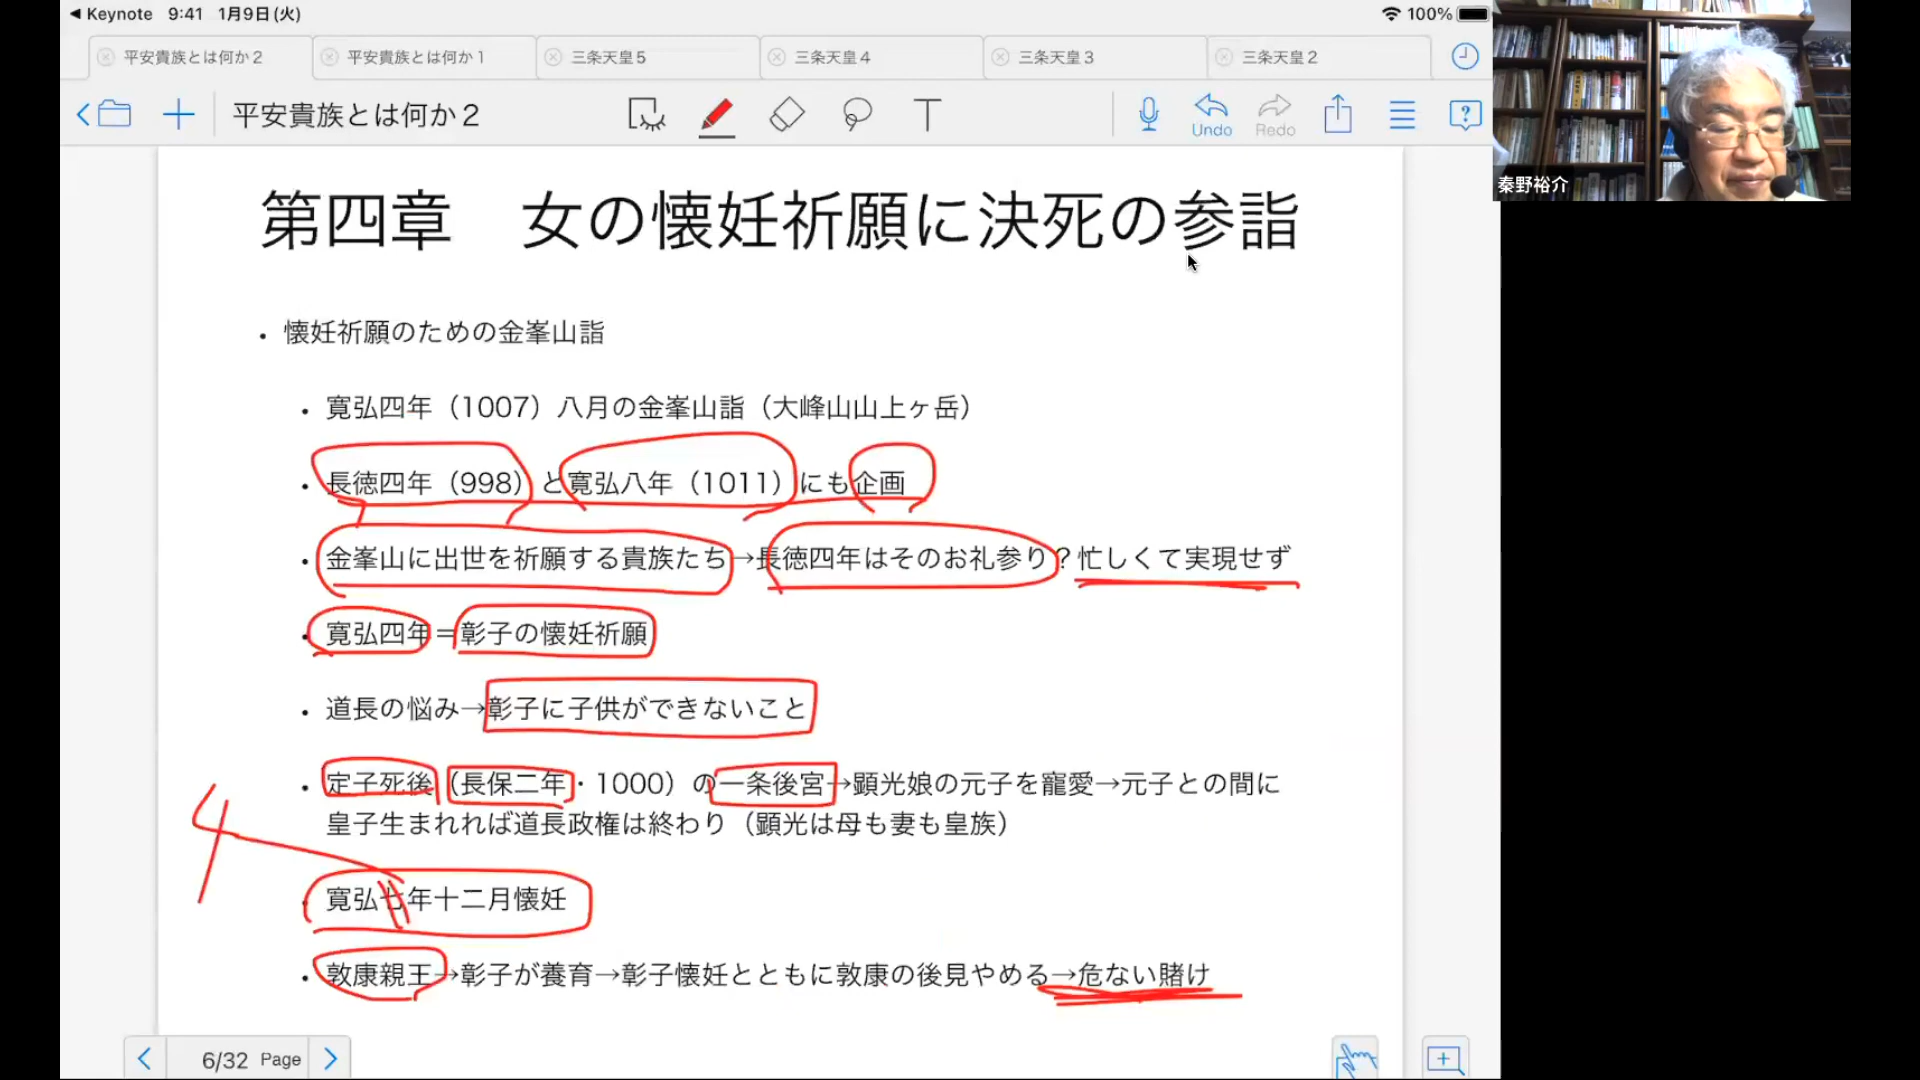 ◀ Keynote 9:41 1月9日(火) 100%
平安貴族とは何か２ 平安貴族とは何か１ 三条天皇５ 三条天皇４ 三条天皇３ 三条天皇２
平安貴族とは何か２ T Undo Redo ?
秦野裕介
第四章　女の懐妊祈願に決死の参詣
• 懐妊祈願のための金峯山詣
• 寛弘四年（1007）八月の金峯山詣（大峰山山上ヶ岳）
• 長徳四年（998）と寛弘八年（1011）にも企画
• 金峯山に出世を祈願する貴族たち→長徳四年はそのお礼参り？忙しくて実現せず
• 寛弘四年＝彰子の懐妊祈願
• 道長の悩み→彰子に子供ができないこと
• 定子死後（長保二年・1000）の一条後宮→顕光娘の元子を寵愛→元子との間に
皇子生まれれば道長政権は終わり（顕光は母も妻も皇族）
4
• 寛弘七年十二月懐妊
• 敦康親王→彰子が養育→彰子懐妊とともに敦康の後見やめる→危ない賭け
6/32 Page